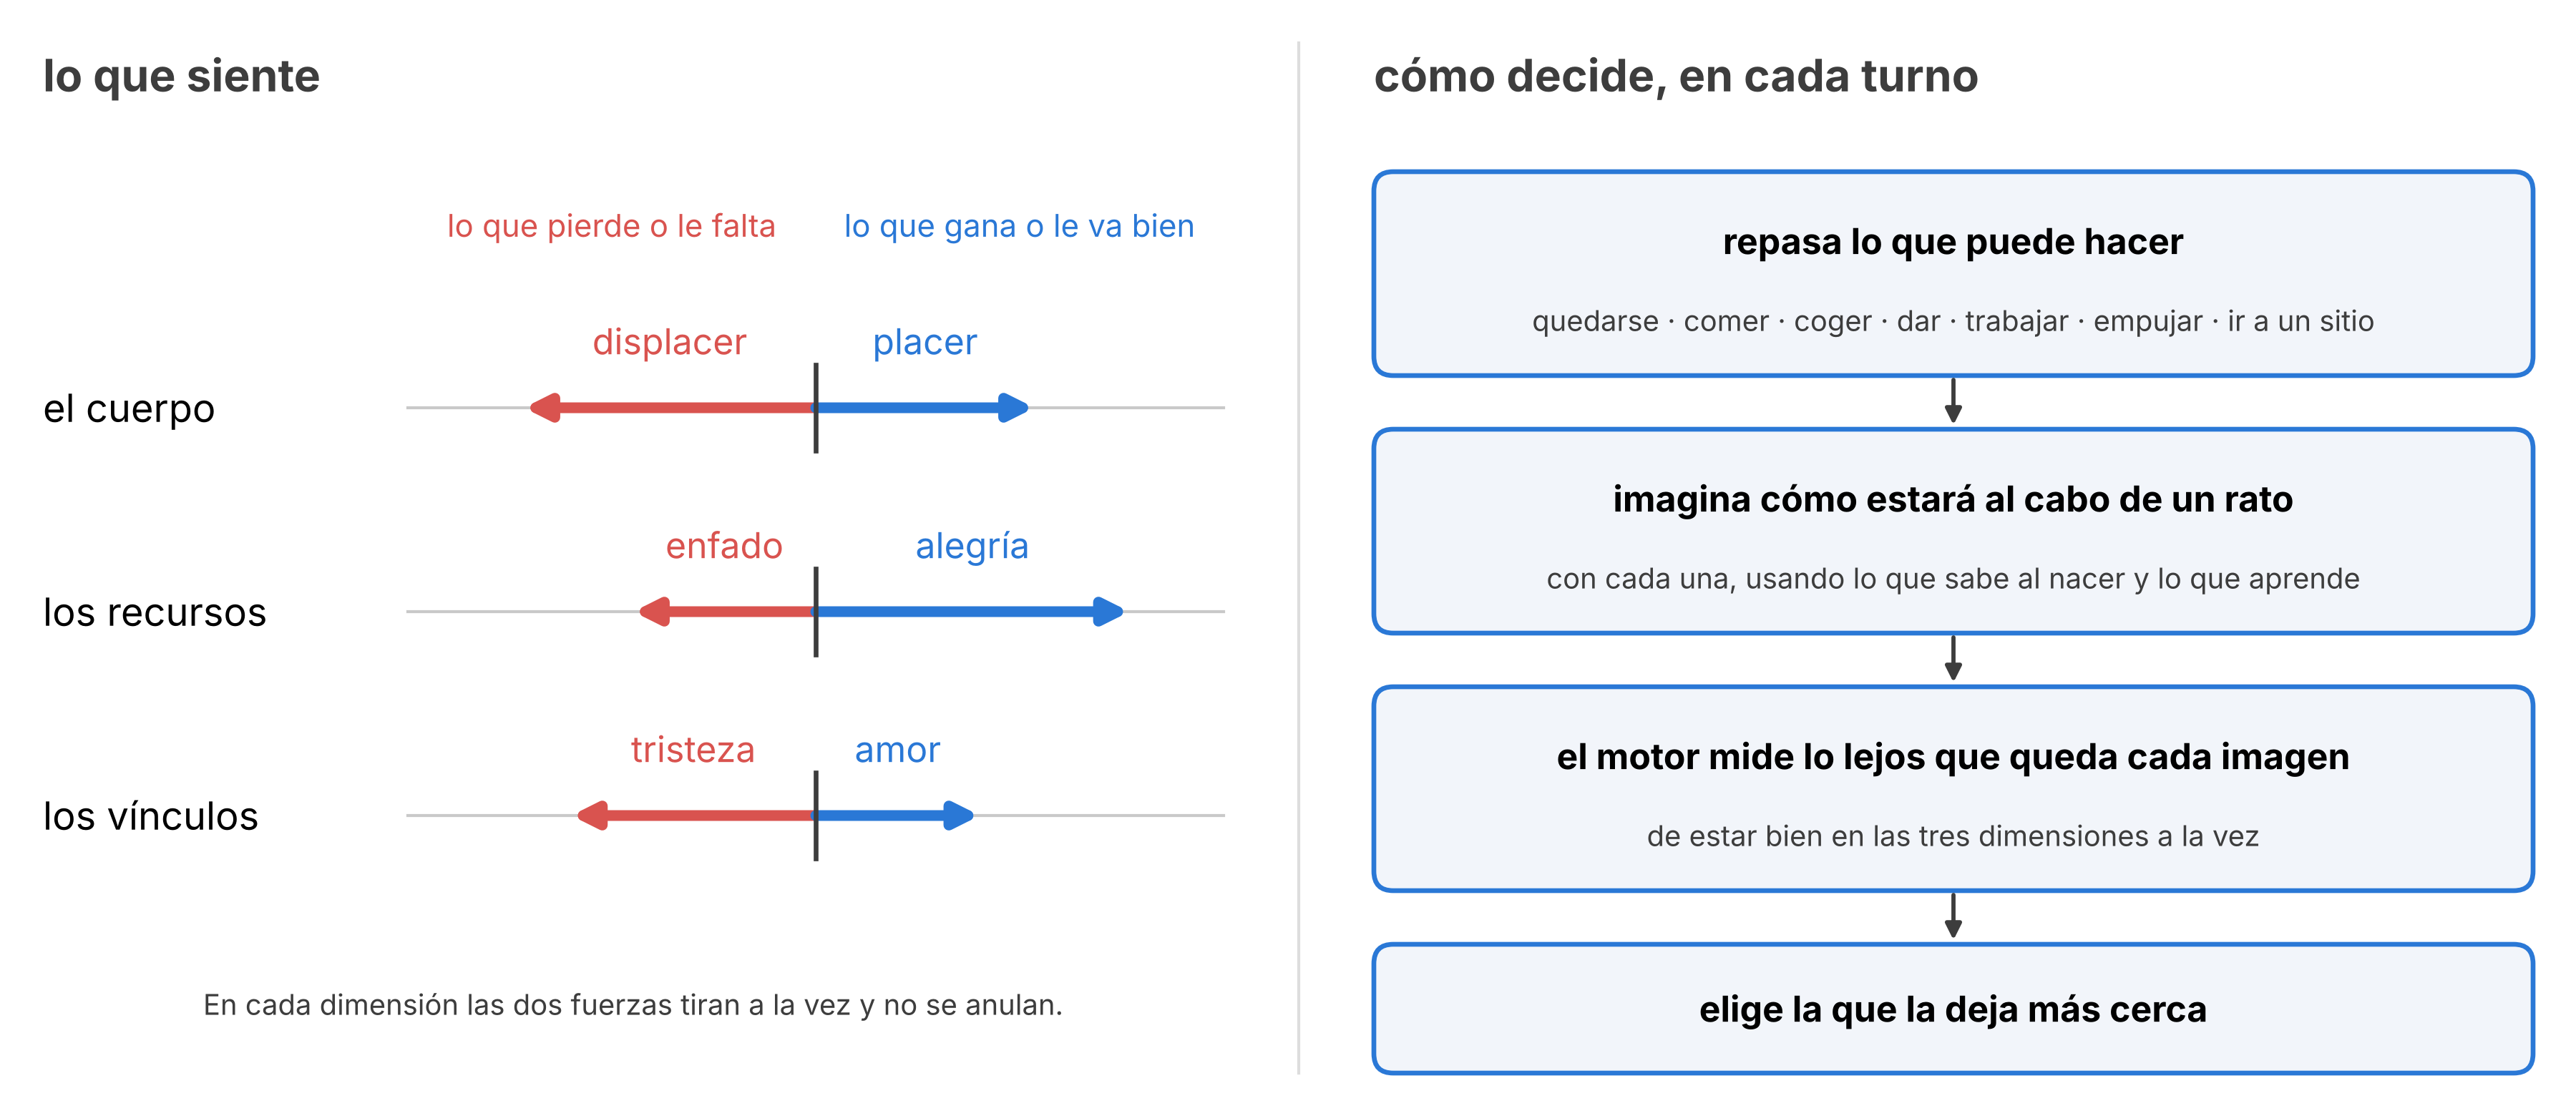 lo que siente
lo que pierde o le falta
lo que gana o le va bien
displacer
placer
el cuerpo
enfado
alegría
los recursos
tristeza
amor
los vínculos
En cada dimensión las dos fuerzas tiran a la vez y no se anulan.
cómo decide, en cada turno
repasa lo que puede hacer
quedarse · comer · coger · dar · trabajar · empujar · ir a un sitio
imagina cómo estará al cabo de un rato
con cada una, usando lo que sabe al nacer y lo que aprende
el motor mide lo lejos que queda cada imagen
de estar bien en las tres dimensiones a la vez
elige la que la deja más cerca